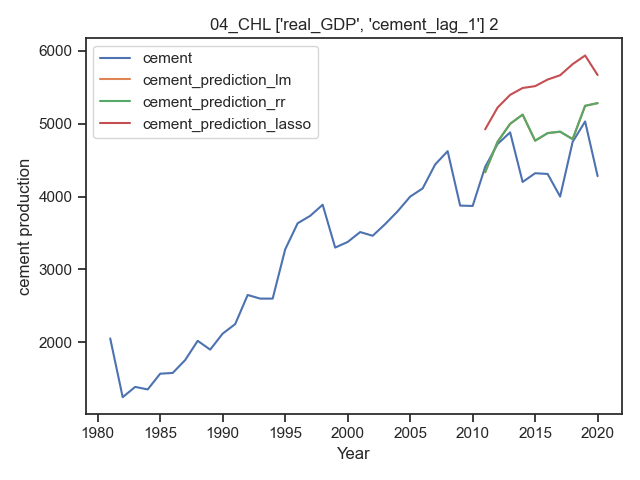 04_CHL ['real_GDP', 'cement_lag_1'] 2
cement
cement_prediction_lm
cement_prediction_rr
cement_prediction_lasso
6000
5000
4000
3000
2000
cement production
1980 1985 1990 1995 2000 2005 2010 2015 2020
Year